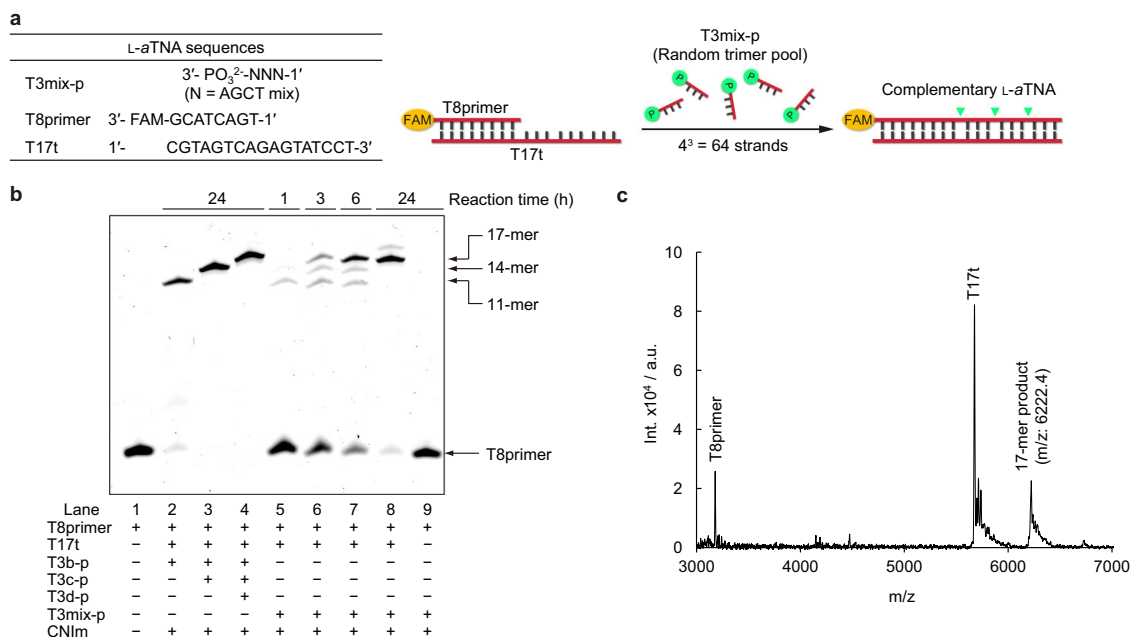 a
L-aTNA sequences
T3mix-p 3′- PO₃²⁻-NNN-1′
(N = AGCT mix)
T8primer 3′- FAM-GCATCAGT-1′
T17t 1′- CGTAGTCAGAGTATCCT-3′
FAM
T8primer
T17t
T3mix-p
(Random trimer pool)
P P P P P
4³ = 64 strands
Complementary L-aTNA
FAM
b
24 1 3 6 24 Reaction time (h)
17-mer
14-mer
11-mer
T8primer
Lane 1 2 3 4 5 6 7 8 9
T8primer + + + + + + + + +
T17t − + + + + + + + −
T3b-p − + + + − − − − −
T3c-p − − + + − − − − −
T3d-p − − − + − − − − −
T3mix-p − − − − + + + + +
CNIm − + + + + + + + +
c
Int. x10⁴ / a.u.
10
8
6
4
2
0
3000 4000 5000 6000 7000
m/z
T8primer
T17t
17-mer product
(m/z: 6222.4)